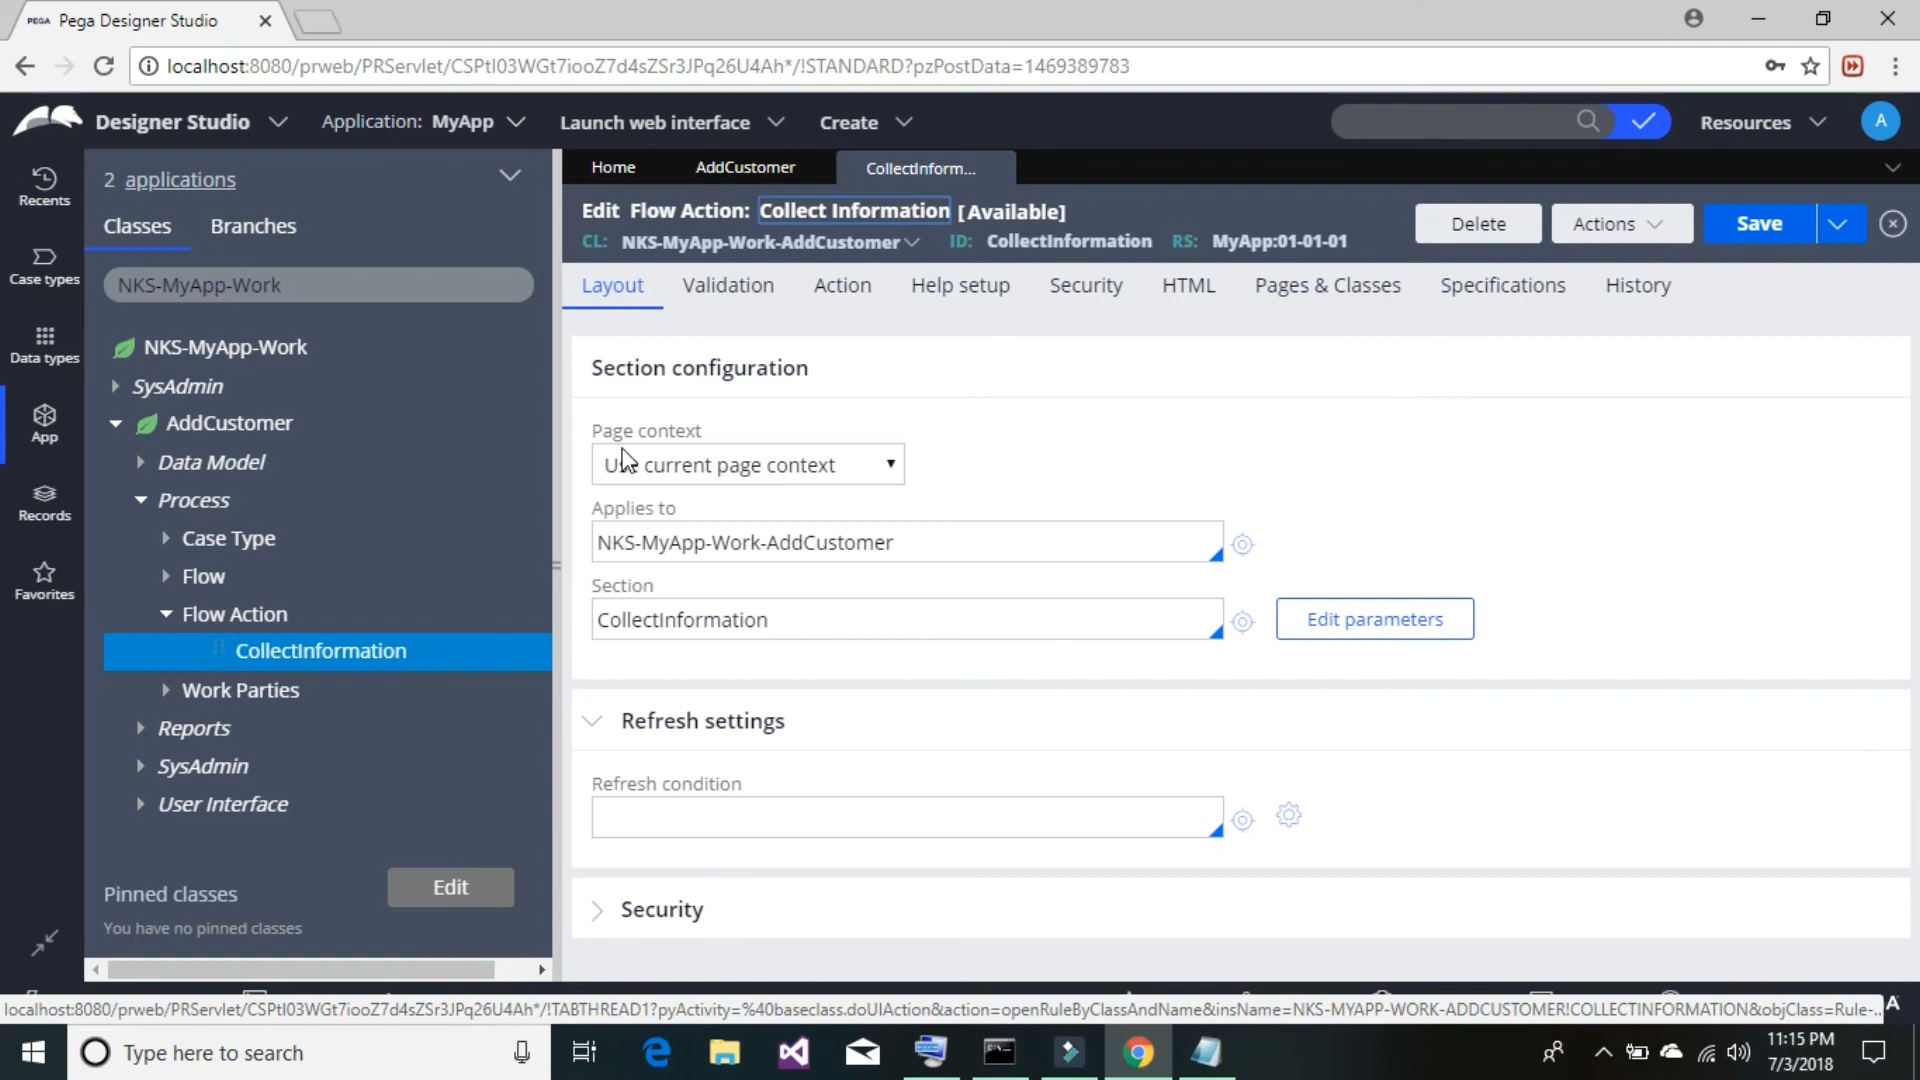 PEGA Pega Designer Studio
localhost:8080/prweb/PRServlet/CSPtI03WGt7iooZ7d4sZSr3JPq26U4Ah*/!STANDARD?pzPostData=1469389783
Designer Studio Application: MyApp Launch web interface Create Resources A
Recents
Case types
Data types
App
Records
Favorites
2 applications
Classes Branches
NKS-MyApp-Work
NKS-MyApp-Work
SysAdmin
AddCustomer
Data Model
Process
Case Type
Flow
Flow Action
CollectInformation
Work Parties
Reports
SysAdmin
User Interface
Pinned classes Edit
You have no pinned classes
Home AddCustomer CollectInform...
Edit Flow Action: Collect Information [Available]
CL: NKS-MyApp-Work-AddCustomer ID: CollectInformation RS: MyApp:01-01-01
Delete Actions Save
Layout Validation Action Help setup Security HTML Pages & Classes Specifications History
Section configuration
Page context
Use current page context
Applies to
NKS-MyApp-Work-AddCustomer
Section
CollectInformation Edit parameters
Refresh settings
Refresh condition
Security
localhost:8080/prweb/PRServlet/CSPtI03WGt7iooZ7d4sZSr3JPq26U4Ah*/!TABTHREAD1?pyActivity=%40baseclass.doUIAction&action=openRuleByClassAndName&insName=NKS-MYAPP-WORK-ADDCUSTOMER!COLLECTINFORMATION&objClass=Rule-... A
Type here to search
11:15 PM
7/3/2018